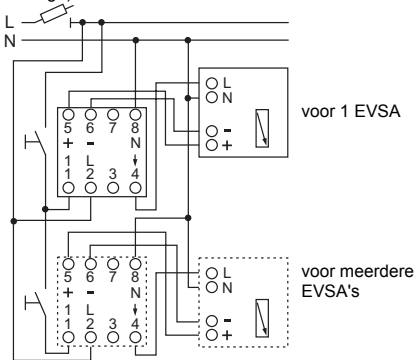 L
N
L
N
-
+
voor 1 EVSA
5 6 7 8
+ - N
1 L ↓
1 2 3 4
L
N
-
+
voor meerdere
EVSA's
5 6 7 8
+ - N
1 L ↓
1 2 3 4